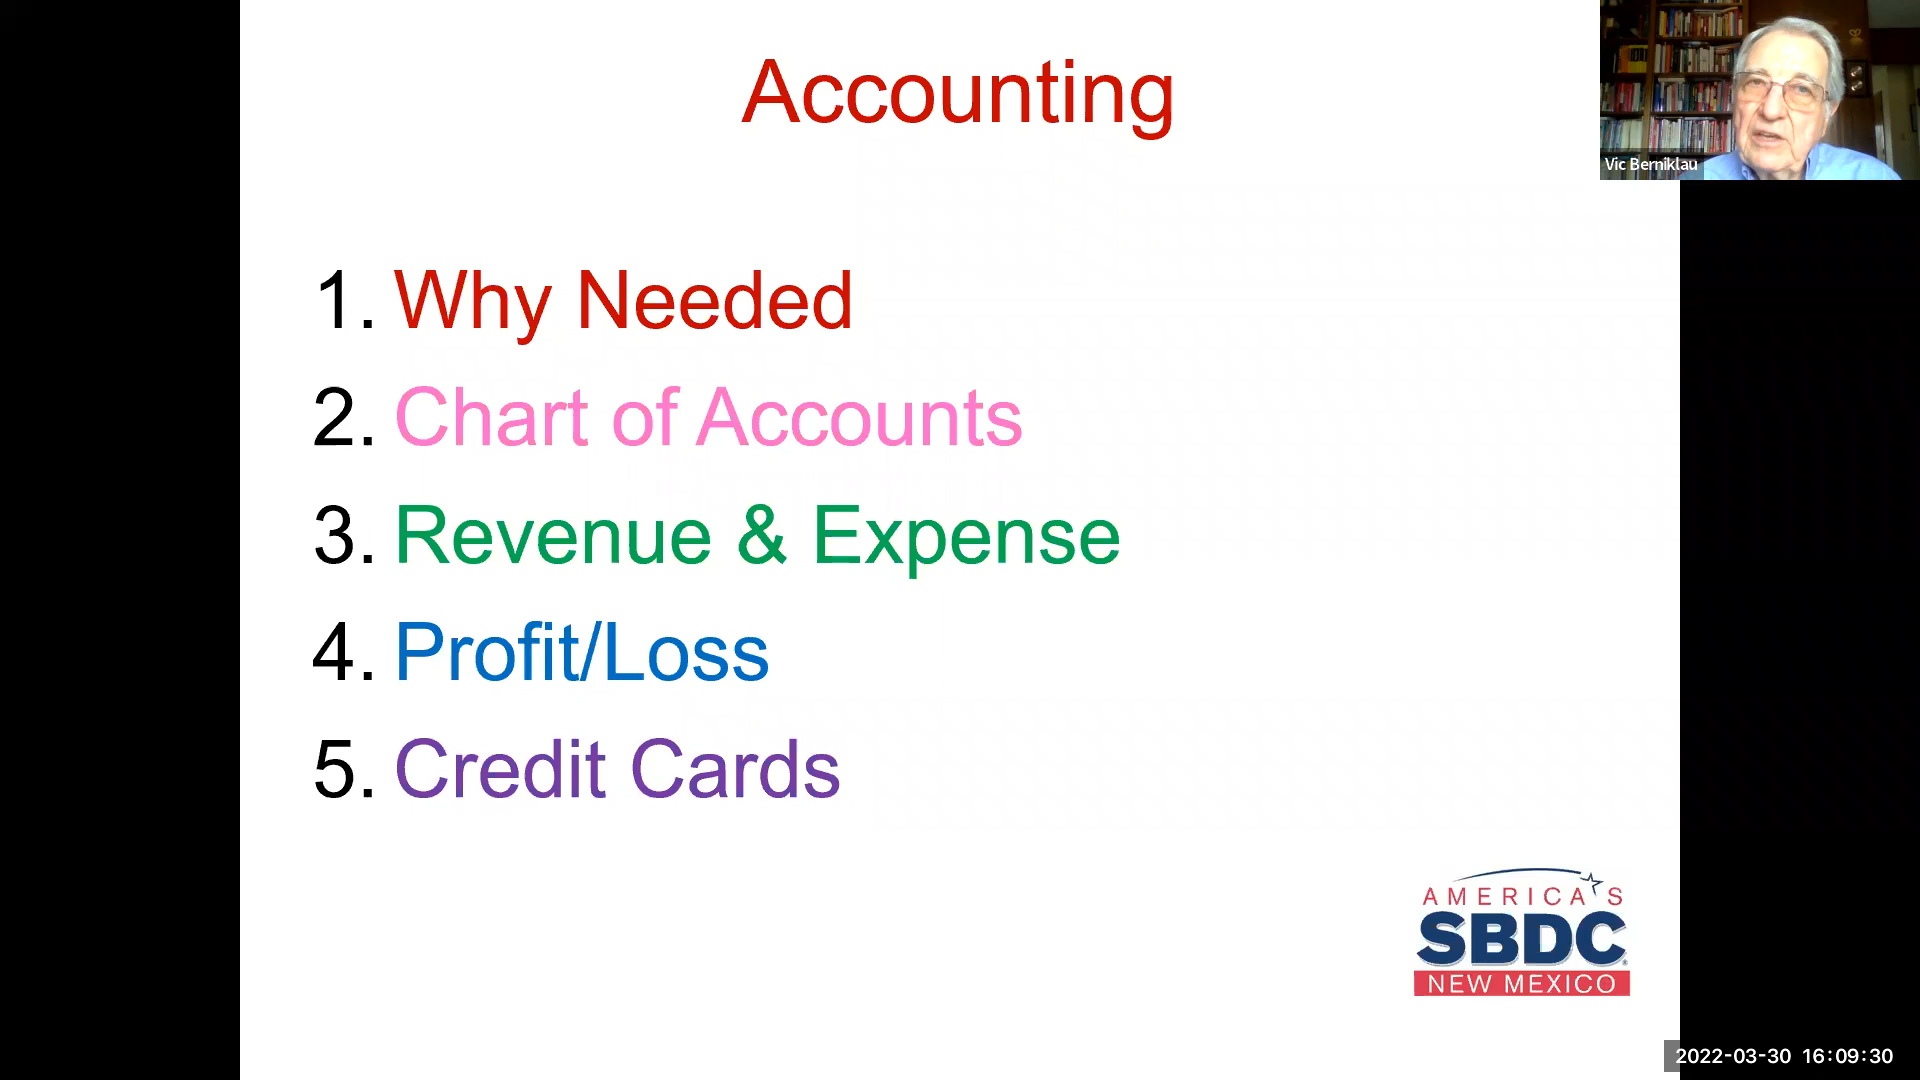 Accounting
Vic Berniklau
1. Why Needed
2. Chart of Accounts
3. Revenue & Expense
4. Profit/Loss
5. Credit Cards
AMERICA'S
SBDC
NEW MEXICO
2022-03-30 16:09:30